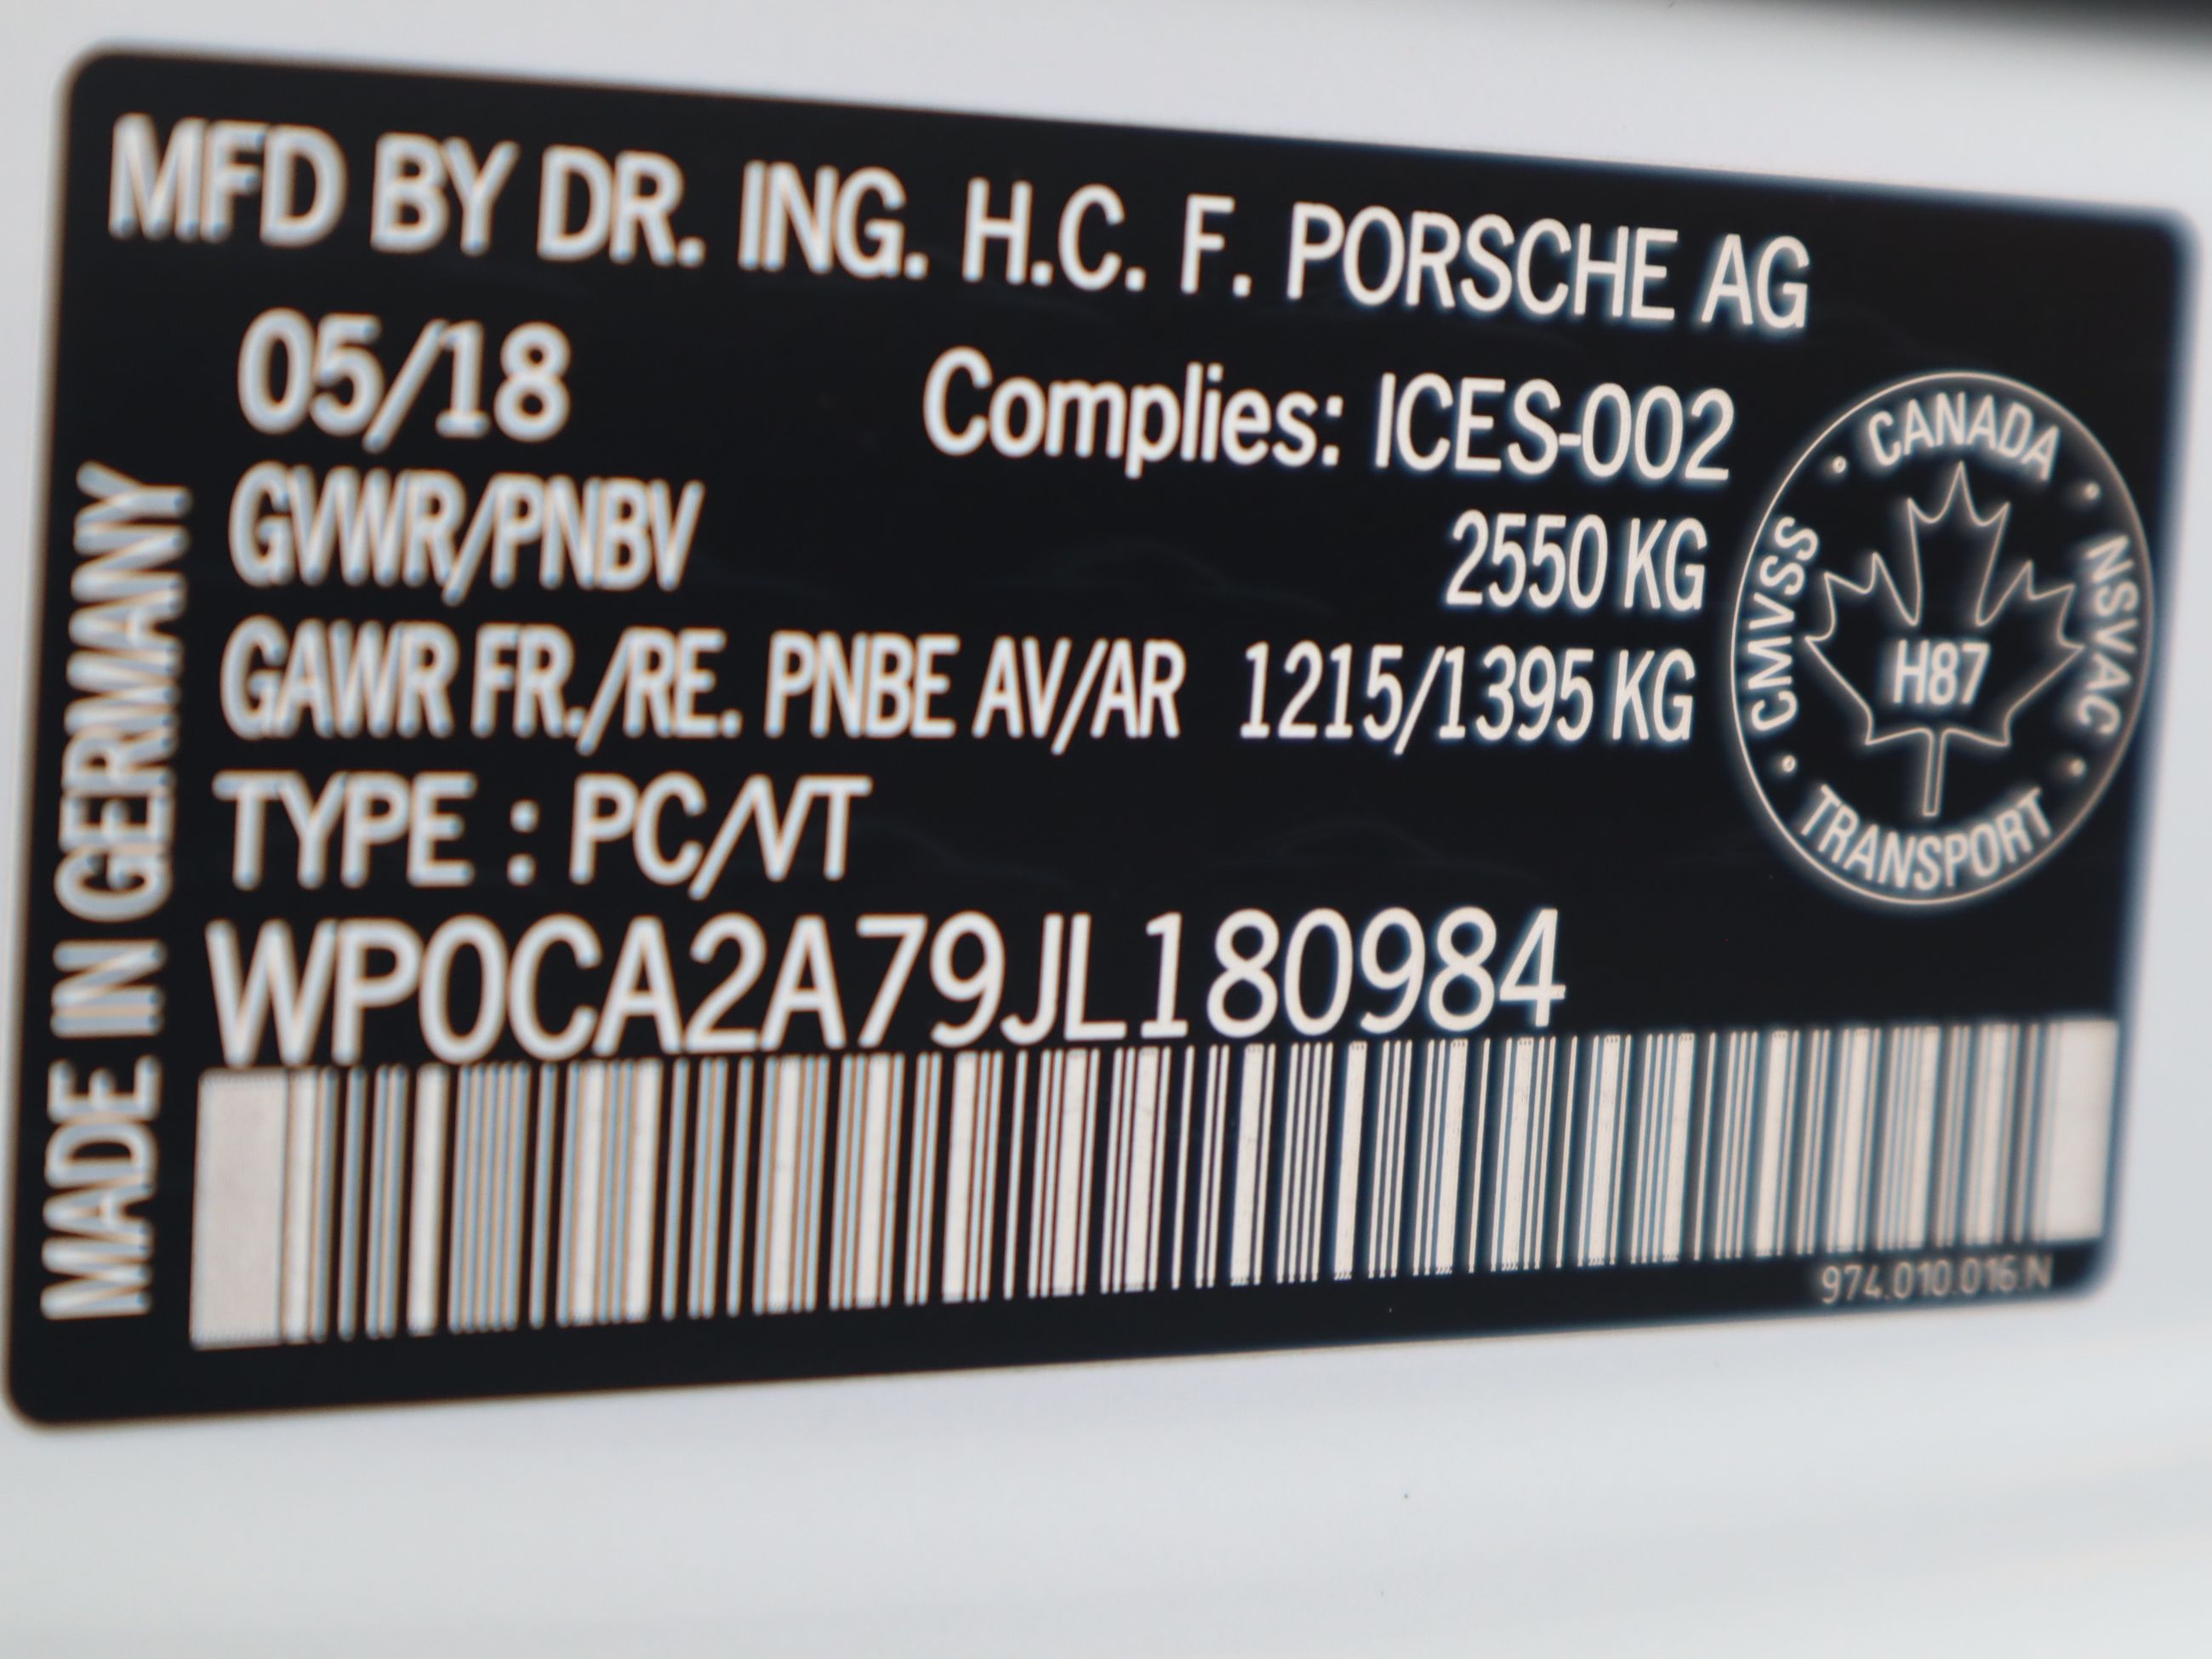 MFD BY DR. ING. H.C. F. PORSCHE AG
05/18 Complies: ICES-002
GVWR/PNBV 2550 KG
GAWR FR./RE. PNBE AV/AR 1215/1395 KG
TYPE : PC/VT
WP0CA2A79JL180984
MADE IN GERMANY
CANADA
CMVSS
NSVAC
H87
TRANSPORT
974.010.016.N